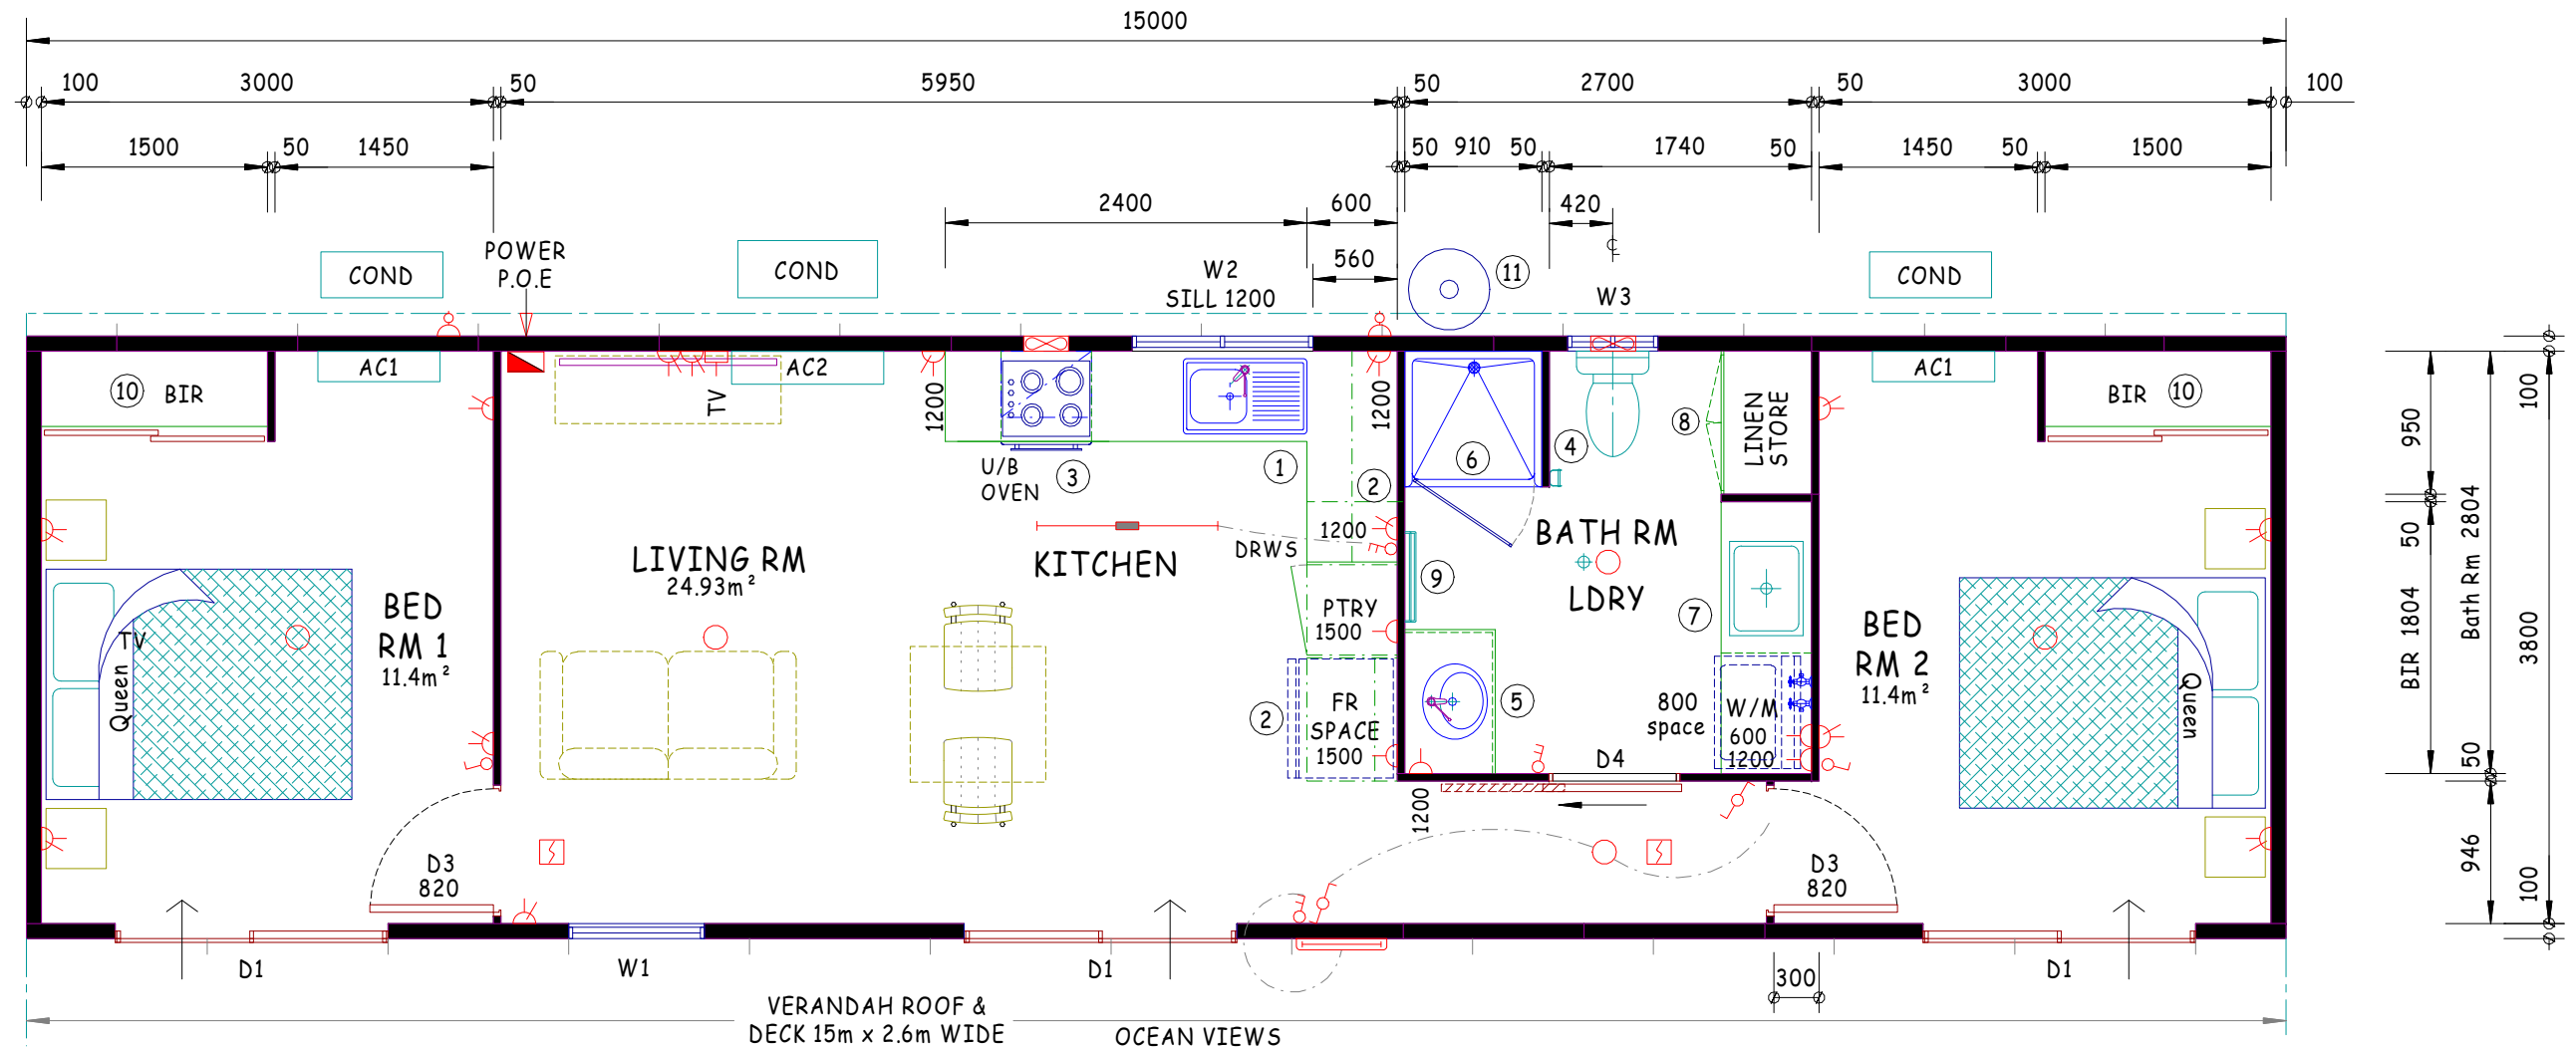 15000
100 3000 50 5950 50 2700 50 3000 100
1500 50 1450 50 910 50 1740 50 1450 50 1500
2400 600 420
560
POWER
P.O.E
COND
COND
COND
W2
SILL 1200
11
W3
10 BIR
AC1
TV
AC2
1200
1200
U/B
OVEN
3
1
2
6
4
8
LINEN
STORE
AC1
BIR 10
LIVING RM
24.93m²
KITCHEN
DRWS
1200
BATH RM
LDRY
9
7
BED
RM 1
11.4m²
TV
Queen
PTRY
1500
2
FR
SPACE
1500
5
800
space
W/M
600
1200
BED
RM 2
11.4m²
Queen
D4
1200
D3
820
D3
820
D1
W1
D1
D1
300
VERANDAH ROOF &
DECK 15m x 2.6m WIDE
OCEAN VIEWS
950
50
BIR 1804
Bath Rm 2804
50
946
100
3800
100